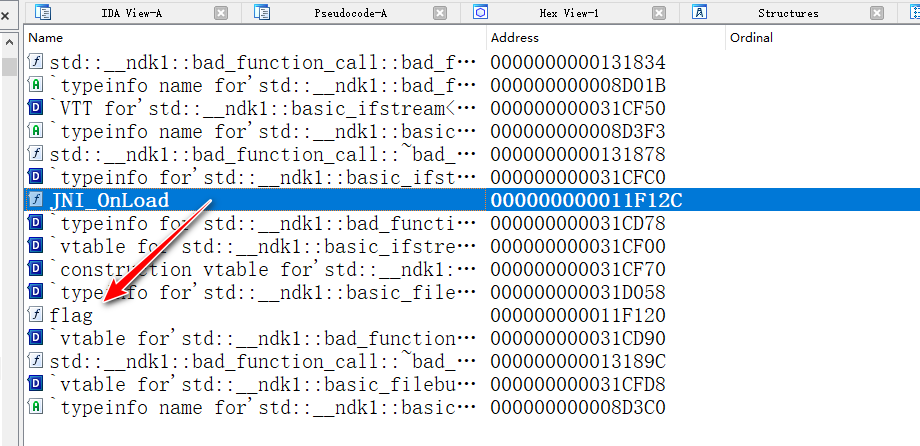 IDA View-A Pseudocode-A Hex View-1 Structures
Name Address Ordinal
std::__ndk1::bad_function_call::bad_f··· 0000000000131834
`typeinfo name for'std::__ndk1::bad_f··· 000000000008D01B
`VTT for'std::__ndk1::basic_ifstream<··· 000000000031CF50
`typeinfo name for'std::__ndk1::basic··· 000000000008D3F3
std::__ndk1::bad_function_call::~bad_··· 0000000000131878
`typeinfo for'std::__ndk1::basic_ifst··· 000000000031CFC0
JNI_OnLoad 000000000011F12C
`typeinfo for'std::__ndk1::bad_functi··· 000000000031CD78
`vtable for'std::__ndk1::basic_ifstre··· 000000000031CF00
`construction vtable for'std::__ndk1:··· 000000000031CF70
`typeinfo for'std::__ndk1::basic_file··· 000000000031D058
flag 000000000011F120
`vtable for'std::__ndk1::bad_function··· 000000000031CD90
std::__ndk1::bad_function_call::~bad_··· 000000000013189C
`vtable for'std::__ndk1::basic_filebu··· 000000000031CFD8
`typeinfo name for'std::__ndk1::basic··· 000000000008D3C0